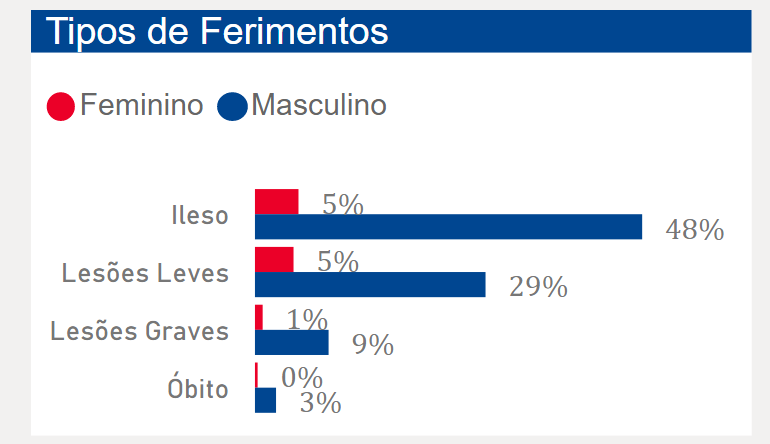 Tipos de Ferimentos
Feminino Masculino
Ileso 5%
48%
Lesões Leves 5%
29%
Lesões Graves 1%
9%
Óbito 0%
3%